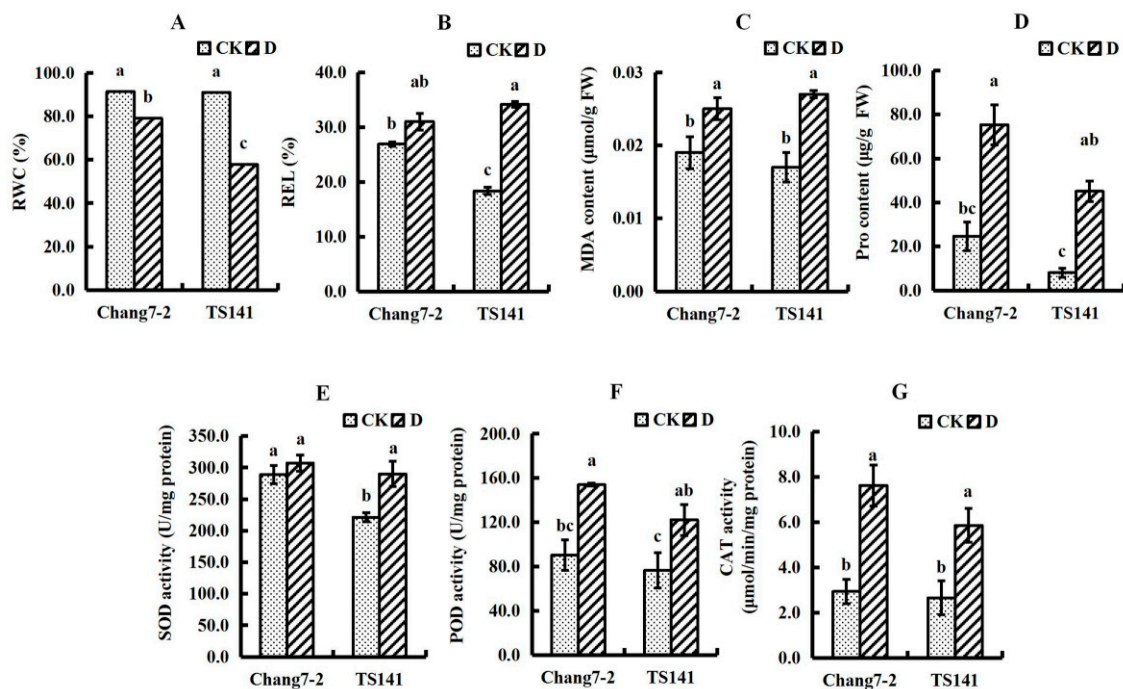 A
CK D
RWC (%)
100.0
80.0
60.0
40.0
20.0
0.0
a b a c
Chang7-2 TS141
B
CK D
REL (%)
40.0
30.0
20.0
10.0
0.0
b ab c a
Chang7-2 TS141
C
CK D
MDA content (μmol/g FW)
0.03
0.02
0.01
0.00
b a b a
Chang7-2 TS141
D
CK D
Pro content (μg/g FW)
100.0
80.0
60.0
40.0
20.0
0.0
bc a c ab
Chang7-2 TS141
E
CK D
SOD activity (U/mg protein)
350.0
300.0
250.0
200.0
150.0
100.0
50.0
0.0
a a b a
Chang7-2 TS141
F
CK D
POD activity (U/mg protein)
200.0
160.0
120.0
80.0
40.0
0.0
bc a c ab
Chang7-2 TS141
G
CK D
CAT activity
(μmol/min/mg protein)
8.0
6.0
4.0
2.0
0.0
b a b a
Chang7-2 TS141